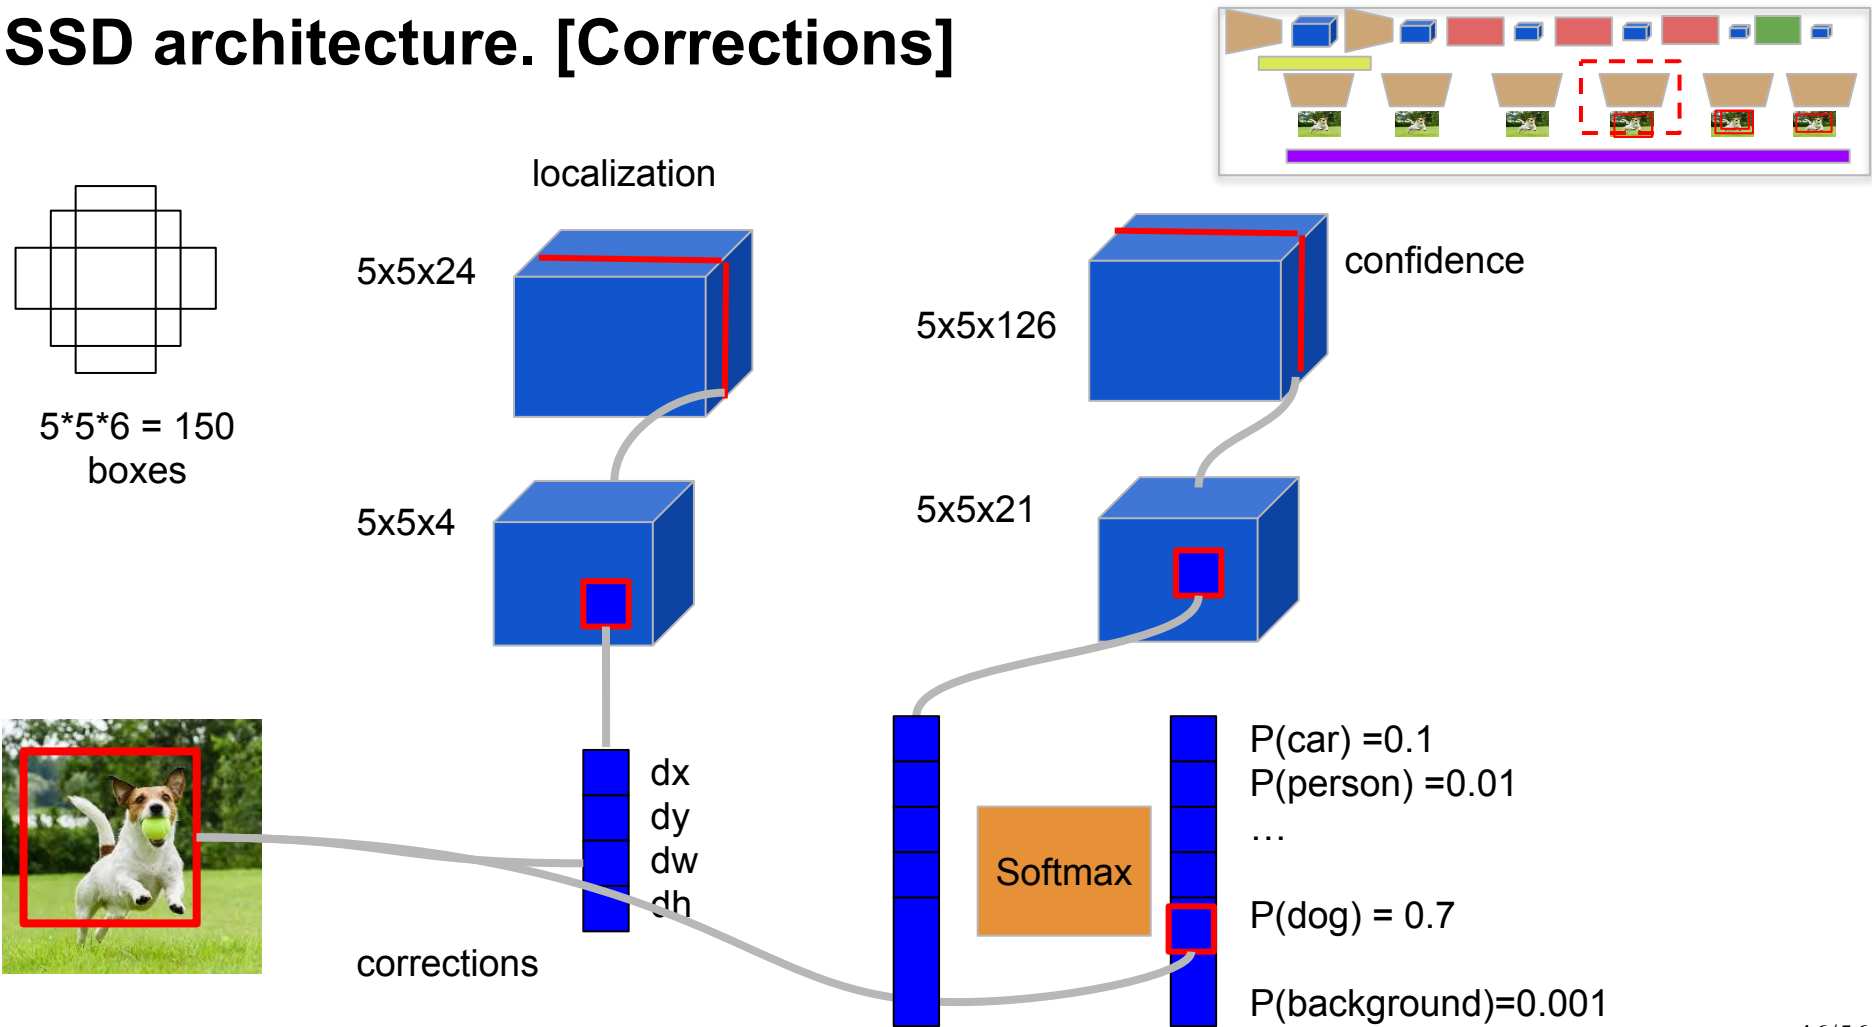 SSD architecture. [Corrections]
localization
5x5x24
confidence
5x5x126
5*5*6 = 150
boxes
5x5x4
5x5x21
dx
dy
dw
dh
corrections
Softmax
P(car) =0.1
P(person) =0.01
…
P(dog) = 0.7
P(background)=0.001